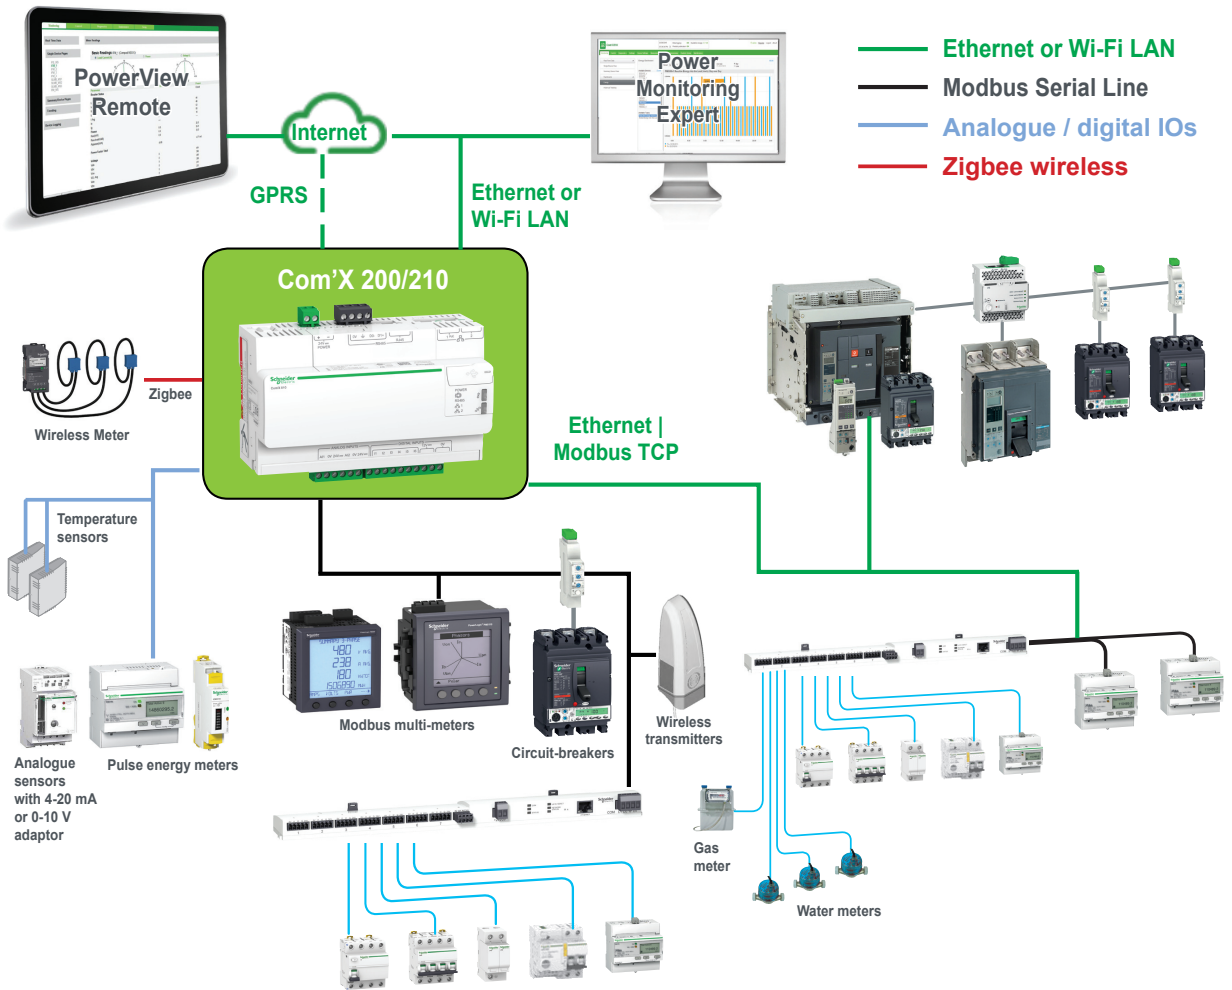 PowerView
Remote
Internet
Power
Monitoring
Expert
Ethernet or Wi-Fi LAN
Modbus Serial Line
Analogue / digital IOs
Zigbee wireless
GPRS
Ethernet or
Wi-Fi LAN
Com’X 200/210
Schneider
Zigbee
Wireless Meter
Ethernet |
Modbus TCP
Temperature
sensors
Analogue
sensors
with 4-20 mA
or 0-10 V
adaptor
Pulse energy meters
Modbus multi-meters
Circuit-breakers
Wireless
transmitters
Gas
meter
Water meters